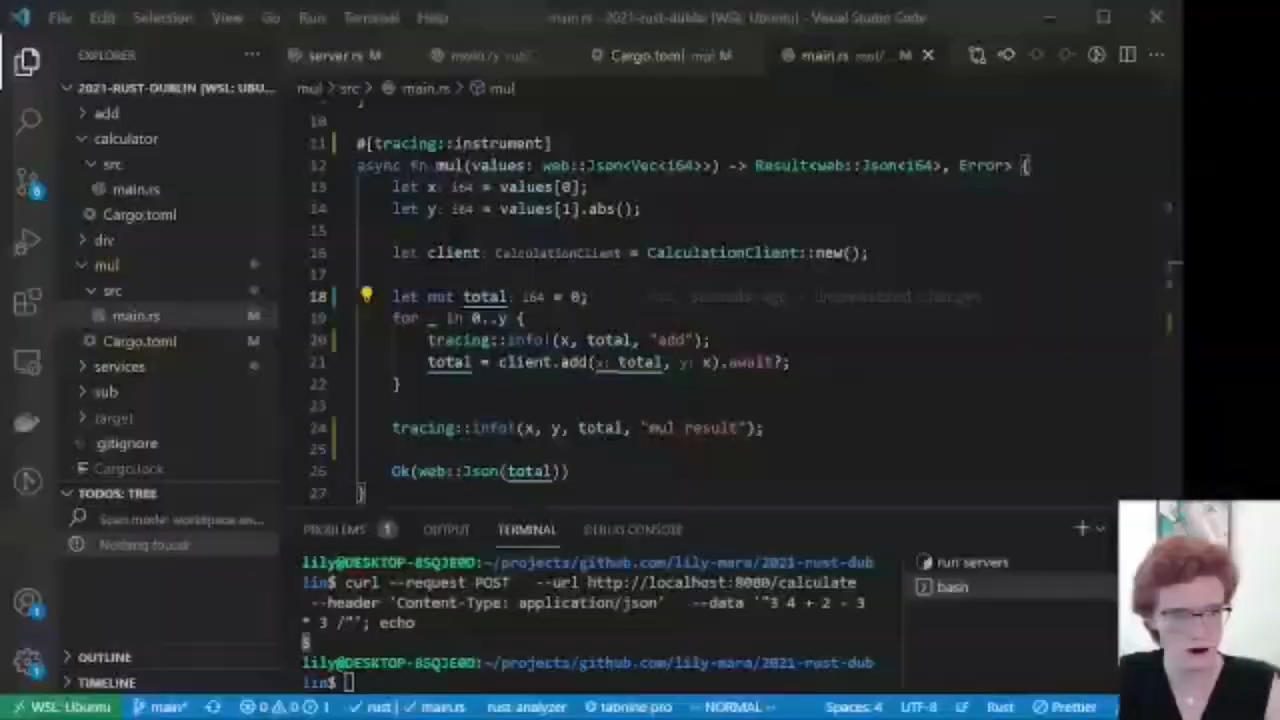 File Edit Selection View Go Run Terminal Help
main.rs - 2021-rust-dublin [WSL: Ubuntu] - Visual Studio Code
EXPLORER
server.rs M
Cargo.toml mul M
main.rs mul/... M
2021-RUST-DUBLIN [WSL: UBU...
mul > src > main.rs > mul
add
calculator
src
main.rs
Cargo.toml
div
mul
src
main.rs M
Cargo.toml M
services
sub
target
.gitignore
Cargo.lock
TODOS: TREE
Scan mode: workspace an...
Nothing found
OUTLINE
TIMELINE
10
11 #[tracing::instrument]
12 async fn mul(values: web::Json<Vec<i64>>) -> Result<web::Json<i64>, Error> {
13 let x: i64 = values[0];
14 let y: i64 = values[1].abs();
15
16 let client: CalculationClient = CalculationClient::new();
17
18 let mut total: i64 = 0;
19 for _ in 0..y {
20 tracing::info!(x, total, "add");
21 total = client.add(x: total, y: x).await?;
22 }
23
24 tracing::info!(x, y, total, "mul result");
25
26 Ok(web::Json(total))
27 }
PROBLEMS 1 OUTPUT TERMINAL DEBUG CONSOLE
lily@DESKTOP-8SQJE0D:~/projects/github.com/lily-mara/2021-rust-dub
lin$ curl --request POST --url http://localhost:8080/calculate
--header 'Content-Type: application/json' --data '"3 4 + 2 - 3
* 3 /"'; echo
5
lily@DESKTOP-8SQJE0D:~/projects/github.com/lily-mara/2021-rust-dub
lin$
run servers
bash
WSL: Ubuntu main* 0 0 1 rust main.rs rust-analyzer tabnine pro -- NORMAL -- Spaces: 4 UTF-8 LF Rust Prettier